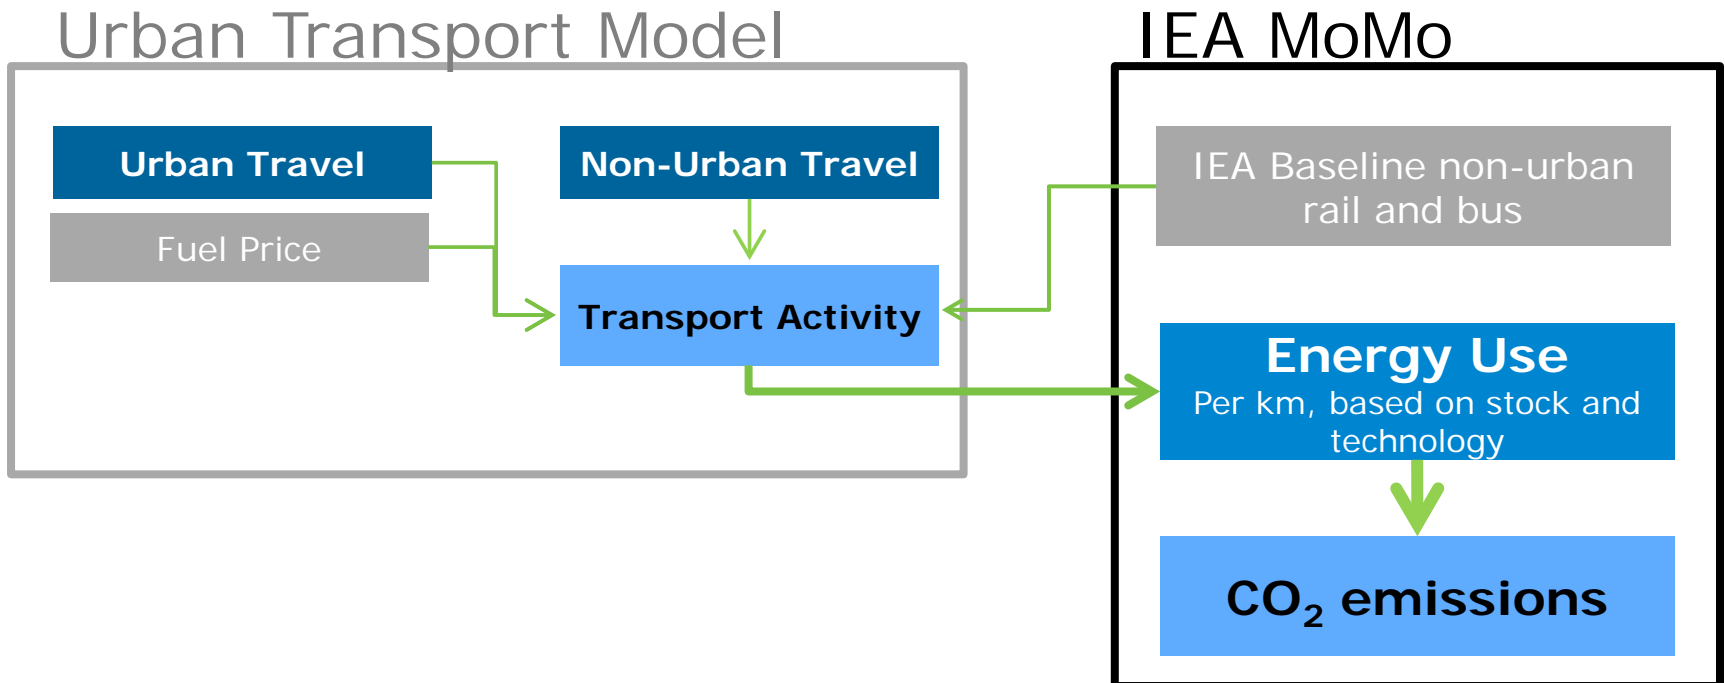 Urban Transport Model
IEA MoMo
Urban Travel
Non-Urban Travel
IEA Baseline non-urban
rail and bus
Fuel Price
Transport Activity
Energy Use
Per km, based on stock and
technology
CO₂ emissions